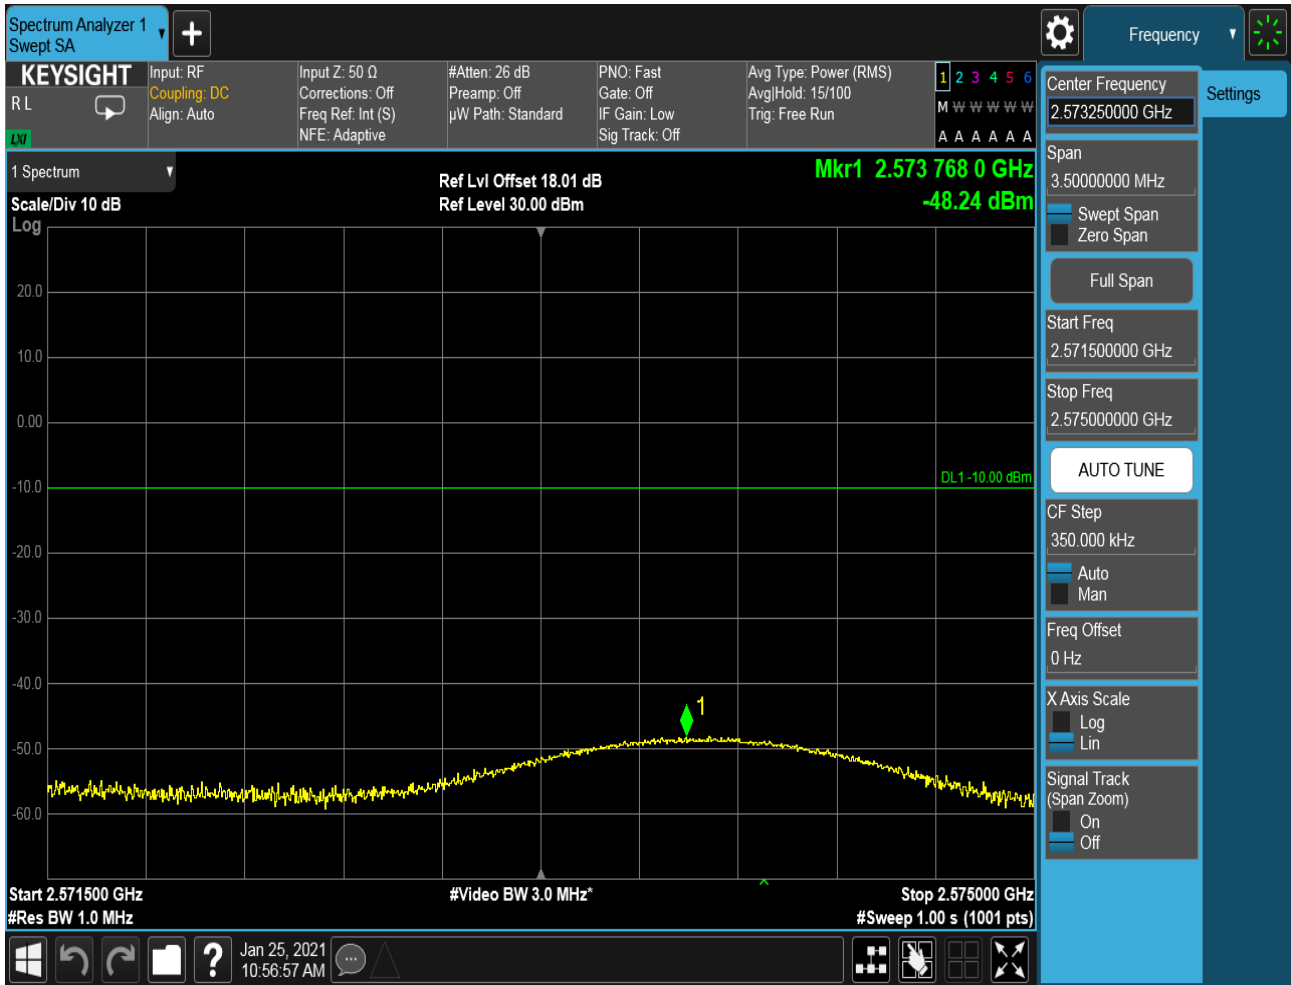 Spectrum Analyzer 1
Swept SA
Frequency
KEYSIGHT
R L
LXI
Input: RF
Coupling: DC
Align: Auto
Input Z: 50 Ω
Corrections: Off
Freq Ref: Int (S)
NFE: Adaptive
#Atten: 26 dB
Preamp: Off
µW Path: Standard
PNO: Fast
Gate: Off
IF Gain: Low
Sig Track: Off
Avg Type: Power (RMS)
Avg|Hold: 15/100
Trig: Free Run
1 2 3 4 5 6
M W W W W W
A A A A A A
1 Spectrum
Scale/Div 10 dB
Log
Ref Lvl Offset 18.01 dB
Ref Level 30.00 dBm
Mkr1 2.573 768 0 GHz
-48.24 dBm
20.0
10.0
0.00
-10.0
-20.0
-30.0
-40.0
-50.0
-60.0
DL1 -10.00 dBm
1
Start 2.571500 GHz
#Res BW 1.0 MHz
#Video BW 3.0 MHz*
Stop 2.575000 GHz
#Sweep 1.00 s (1001 pts)
Center Frequency
2.573250000 GHz
Span
3.50000000 MHz
Swept Span
Zero Span
Full Span
Start Freq
2.571500000 GHz
Stop Freq
2.575000000 GHz
AUTO TUNE
CF Step
350.000 kHz
Auto
Man
Freq Offset
0 Hz
X Axis Scale
Log
Lin
Signal Track
(Span Zoom)
On
Off
Settings
?
Jan 25, 2021
10:56:57 AM